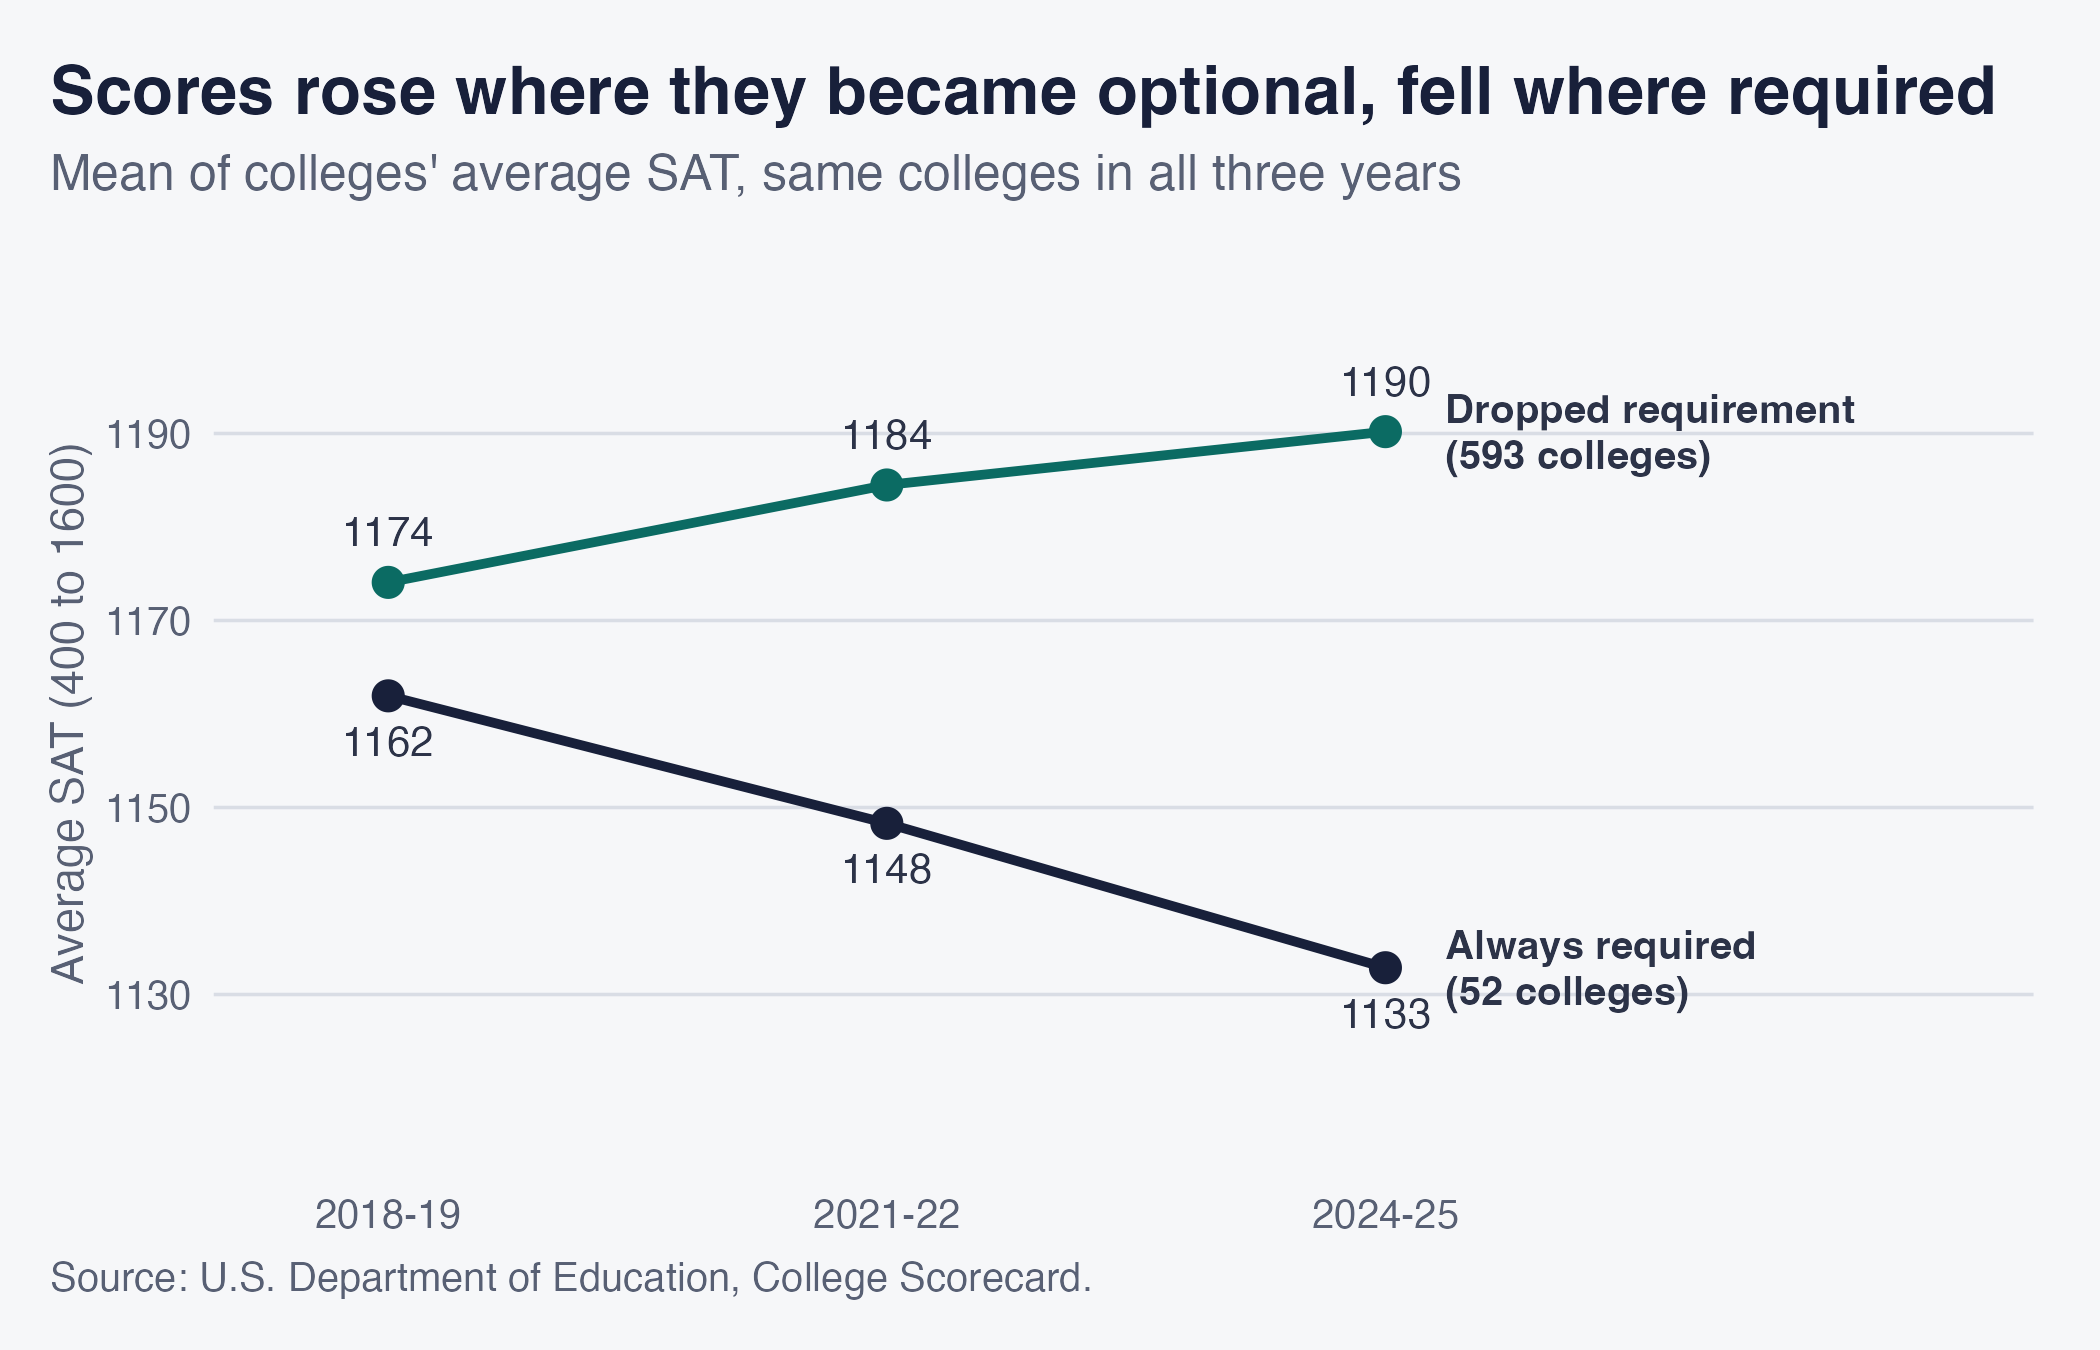 Scores rose where they became optional, fell where required
Mean of colleges' average SAT, same colleges in all three years
Average SAT (400 to 1600)
1190
1170
1150
1130
1174
1184
1190
Dropped requirement
(593 colleges)
1162
1148
1133
Always required
(52 colleges)
2018-19
2021-22
2024-25
Source: U.S. Department of Education, College Scorecard.